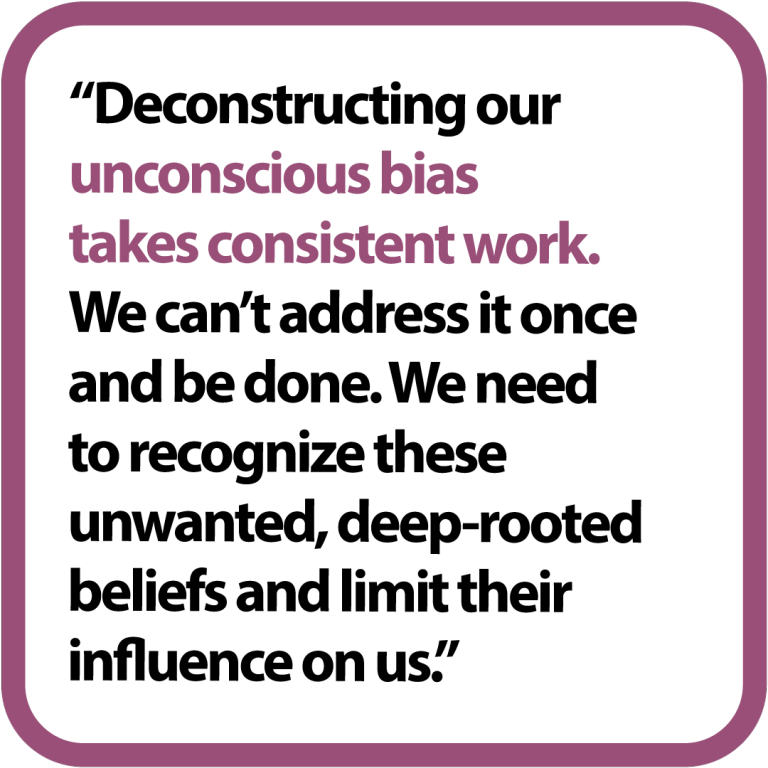 “Deconstructing our
unconscious bias
takes consistent work.
We can’t address it once
and be done. We need
to recognize these
unwanted, deep-rooted
beliefs and limit their
influence on us.”